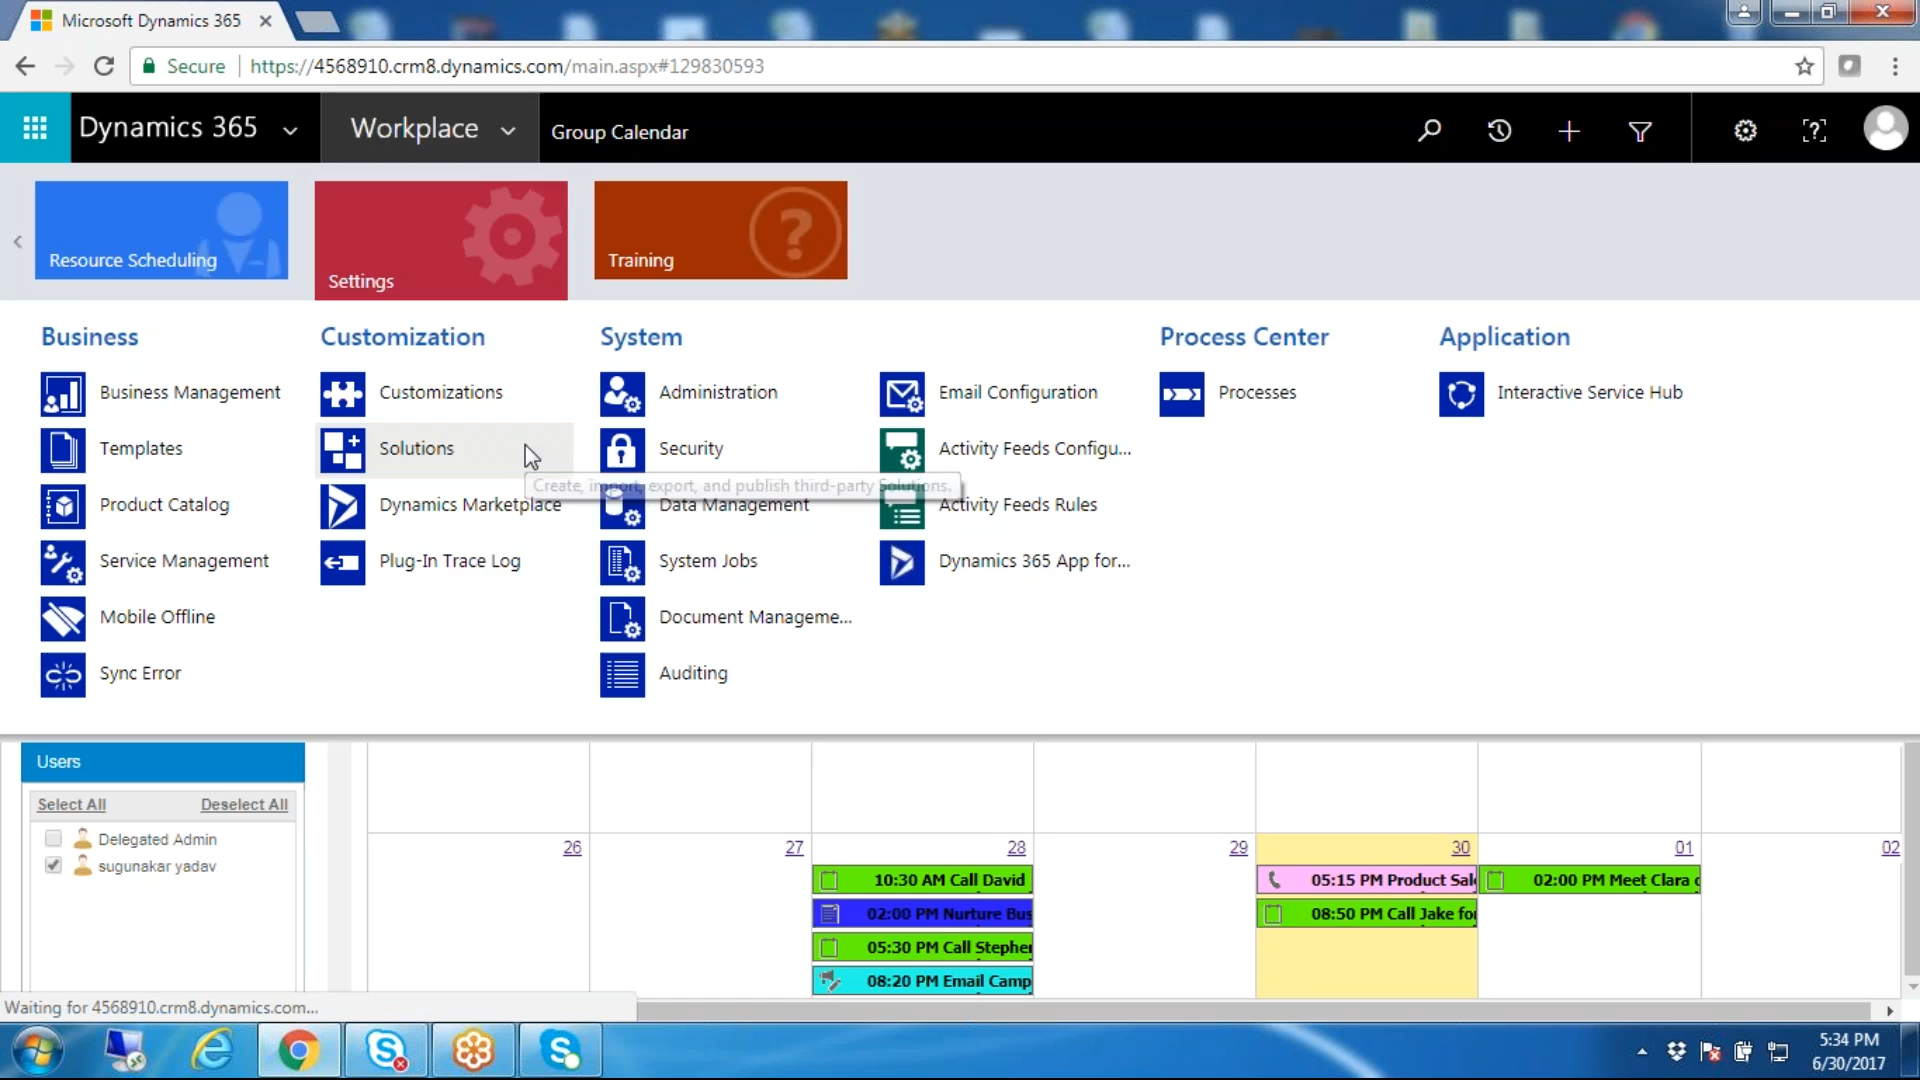 Microsoft Dynamics 365
Secure
https://4568910.crm8.dynamics.com/main.aspx#129830593
Dynamics 365
Workplace
Group Calendar
Resource Scheduling
Settings
Training
Business
Customization
System
Process Center
Application
Business Management
Customizations
Administration
Email Configuration
Processes
Interactive Service Hub
Templates
Solutions
Security
Activity Feeds Configu...
Create, import, export, and publish third-party Solutions.
Product Catalog
Dynamics Marketplace
Data Management
Activity Feeds Rules
Service Management
Plug-In Trace Log
System Jobs
Dynamics 365 App for...
Mobile Offline
Document Manageme...
Sync Error
Auditing
Users
Select All
Deselect All
Delegated Admin
sugunakar yadav
26
27
28
29
30
01
02
10:30 AM Call David
02:00 PM Nurture Bus
05:30 PM Call Stephen
08:20 PM Email Camp
05:15 PM Product Sale
08:50 PM Call Jake for
02:00 PM Meet Clara
Waiting for 4568910.crm8.dynamics.com...
5:34 PM
6/30/2017